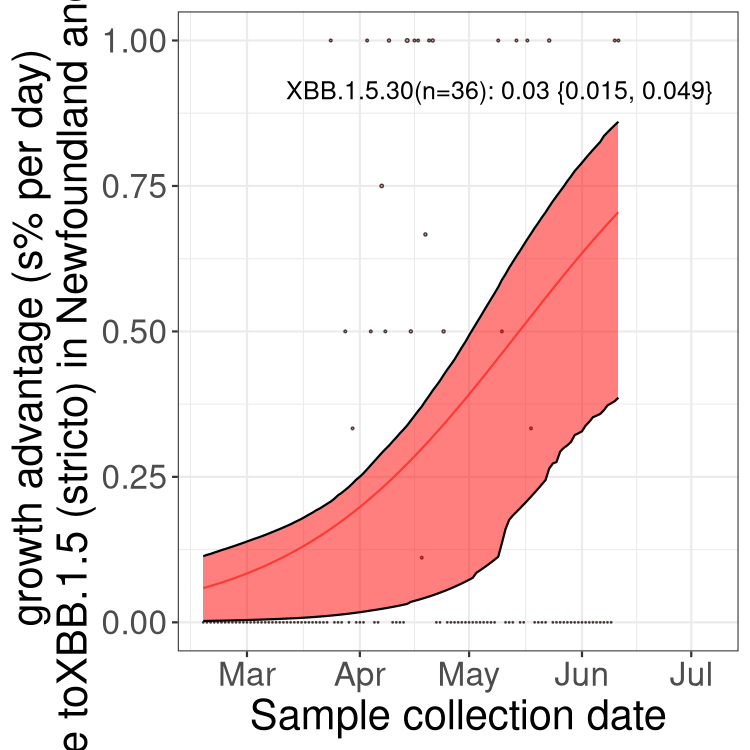 growth advantage (s% per day)
toXBB.1.5 (stricto) in Newfoundland
1.00
0.75
0.50
0.25
0.00
XBB.1.5.30(n=36): 0.03 {0.015, 0.049}
Mar Apr May Jun Jul
Sample collection date